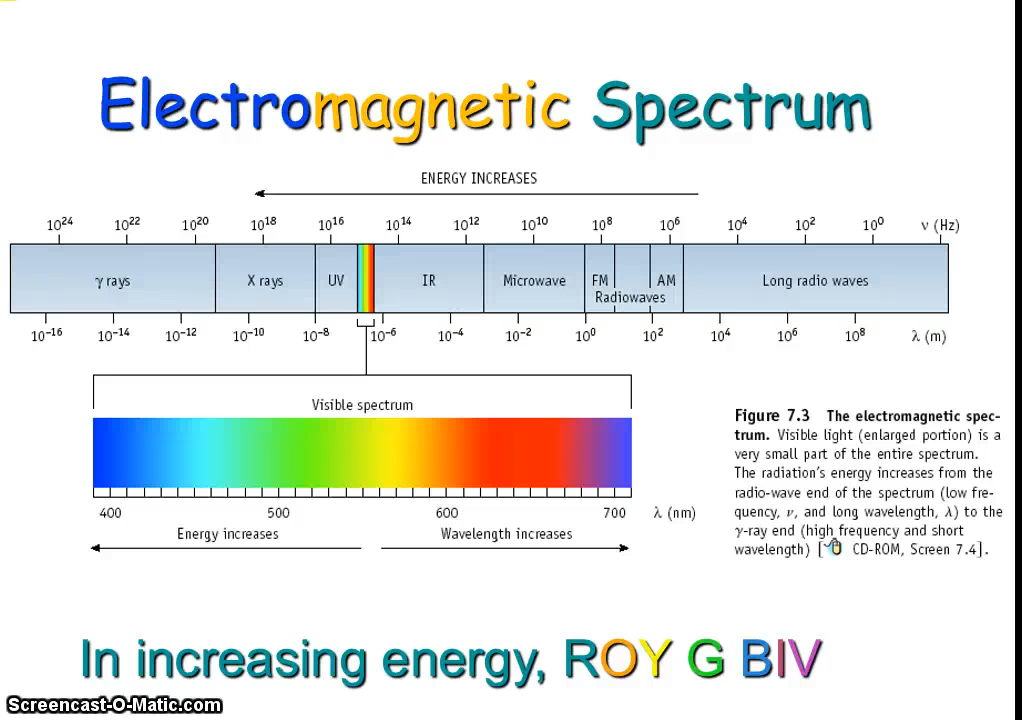 Electromagnetic Spectrum
ENERGY INCREASES
10²⁴ 10²² 10²⁰ 10¹⁸ 10¹⁶ 10¹⁴ 10¹² 10¹⁰ 10⁸ 10⁶ 10⁴ 10² 10⁰ ν (Hz)
γ rays X rays UV IR Microwave FM AM Long radio waves
Radiowaves
10⁻¹⁶ 10⁻¹⁴ 10⁻¹² 10⁻¹⁰ 10⁻⁸ 10⁻⁶ 10⁻⁴ 10⁻² 10⁰ 10² 10⁴ 10⁶ 10⁸ λ (m)
Visible spectrum
400 500 600 700 λ (nm)
Energy increases Wavelength increases
Figure 7.3 The electromagnetic spec-
trum. Visible light (enlarged portion) is a
very small part of the entire spectrum.
The radiation's energy increases from the
radio-wave end of the spectrum (low fre-
quency, ν, and long wavelength, λ) to the
γ-ray end (high frequency and short
wavelength) [ CD-ROM, Screen 7.4].
In increasing energy, ROY G BIV
Screencast-O-Matic.com